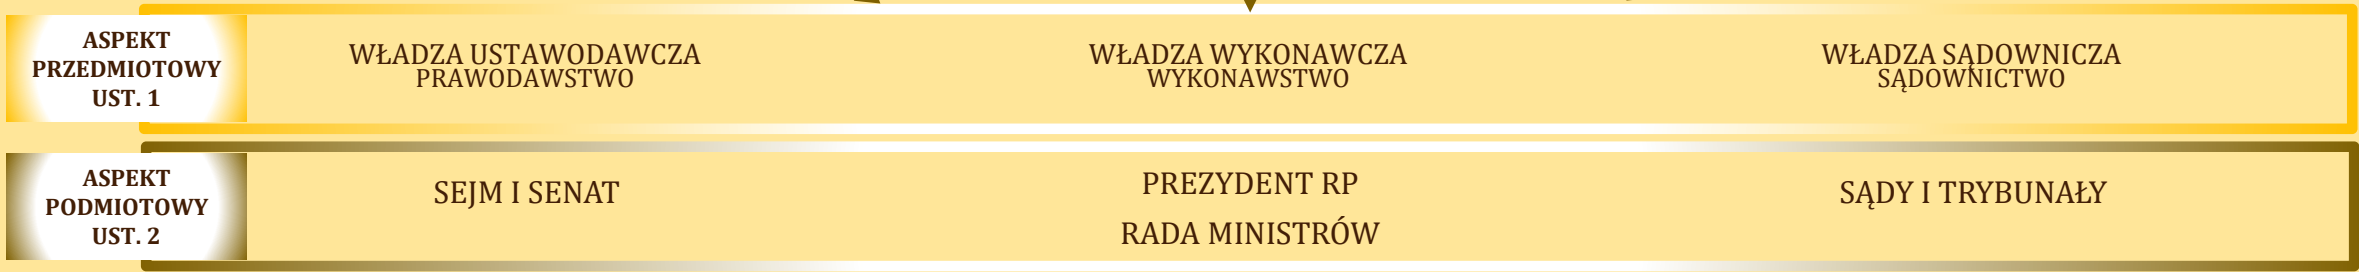 ASPEKT
PRZEDMIOTOWY
UST. 1
WŁADZA USTAWODAWCZA
PRAWODAWSTWO
WŁADZA WYKONAWCZA
WYKONAWSTWO
WŁADZA SĄDOWNICZA
SĄDOWNICTWO
ASPEKT
PODMIOTOWY
UST. 2
SEJM I SENAT
PREZYDENT RP
RADA MINISTRÓW
SĄDY I TRYBUNAŁY